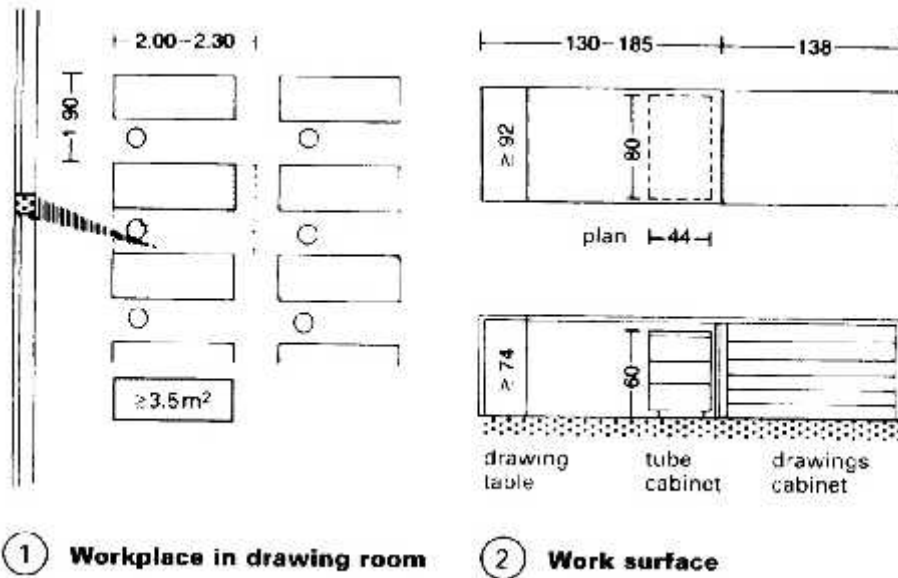 2.00–2.30
1 90
≥3.5m²
1 Workplace in drawing room
130–185
138
≥ 92
80
plan
44
≥ 74
60
drawing table
tube cabinet
drawings cabinet
2 Work surface